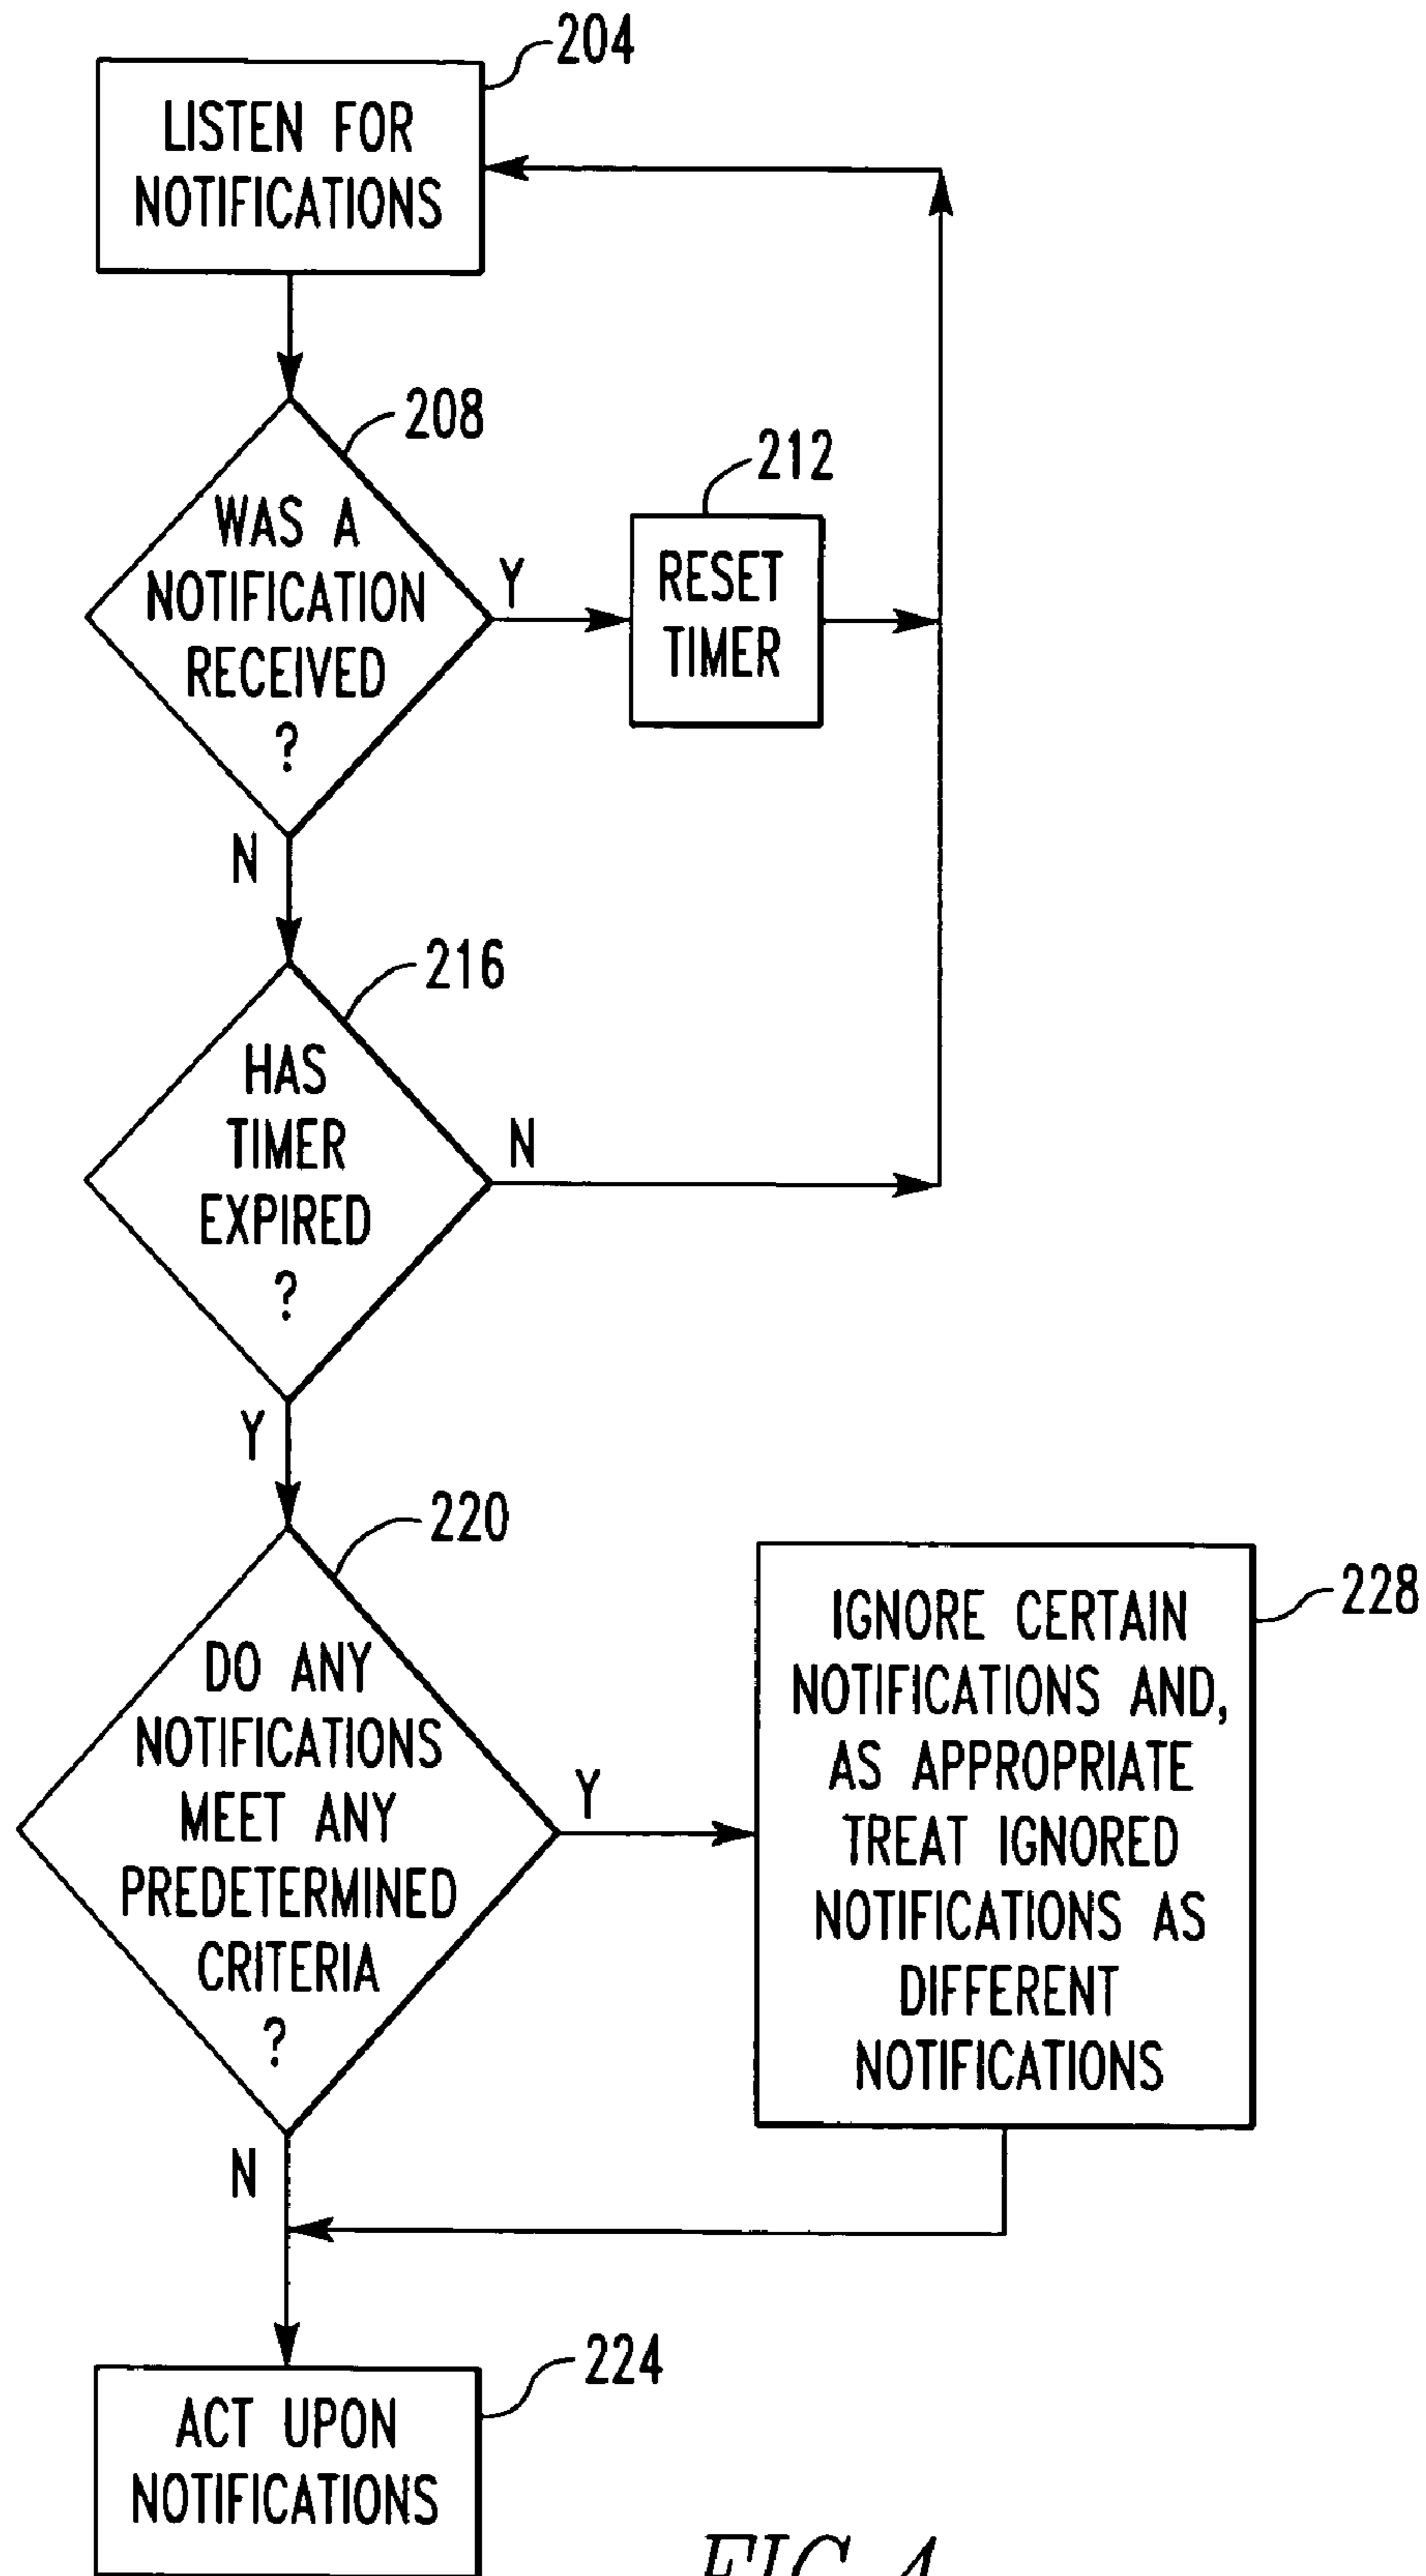 204
LISTEN FOR
NOTIFICATIONS
208
WAS A
NOTIFICATION
RECEIVED
?
Y
212
RESET
TIMER
N
216
HAS
TIMER
EXPIRED
?
N
Y
220
DO ANY
NOTIFICATIONS
MEET ANY
PREDETERMINED
CRITERIA
?
Y
228
IGNORE CERTAIN
NOTIFICATIONS AND,
AS APPROPRIATE
TREAT IGNORED
NOTIFICATIONS AS
DIFFERENT
NOTIFICATIONS
N
224
ACT UPON
NOTIFICATIONS
FIG. 4